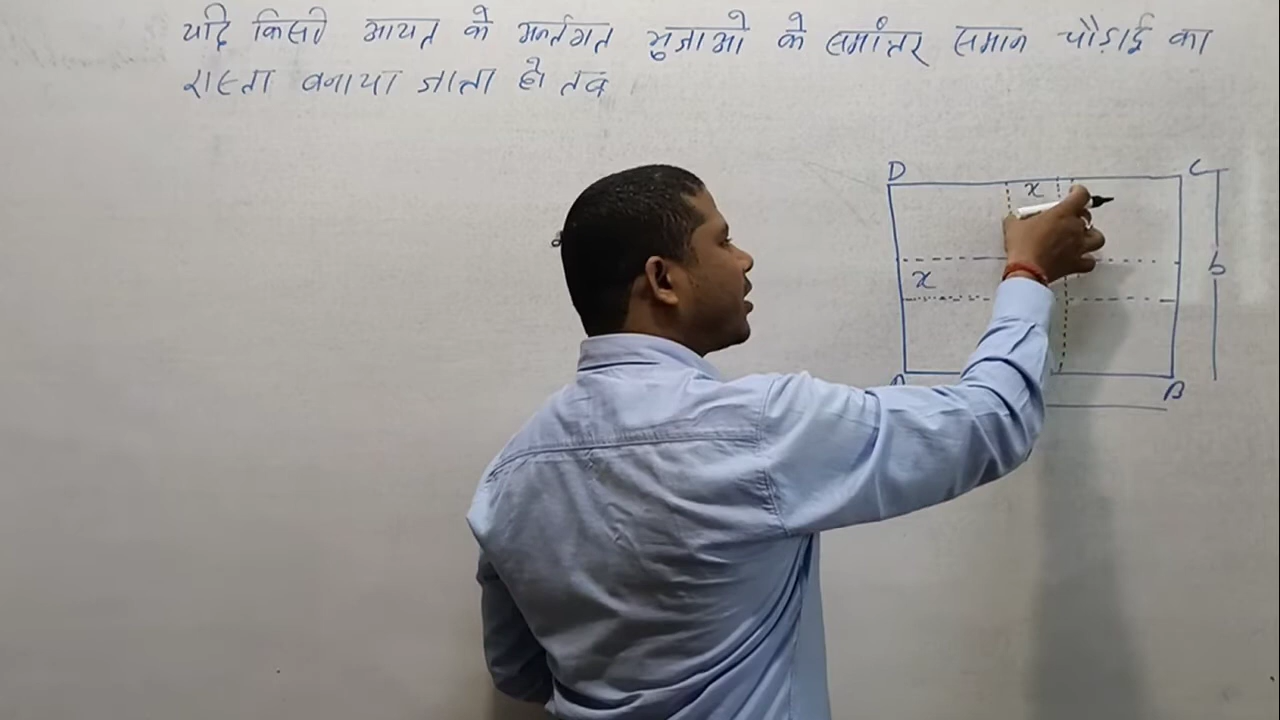 यदि किसी आयत के अर्न्तगत भुजाओ के समांतर समान चौड़ाई का
रास्ता बनाया जाता हो तब
D
C
x
b
x
B